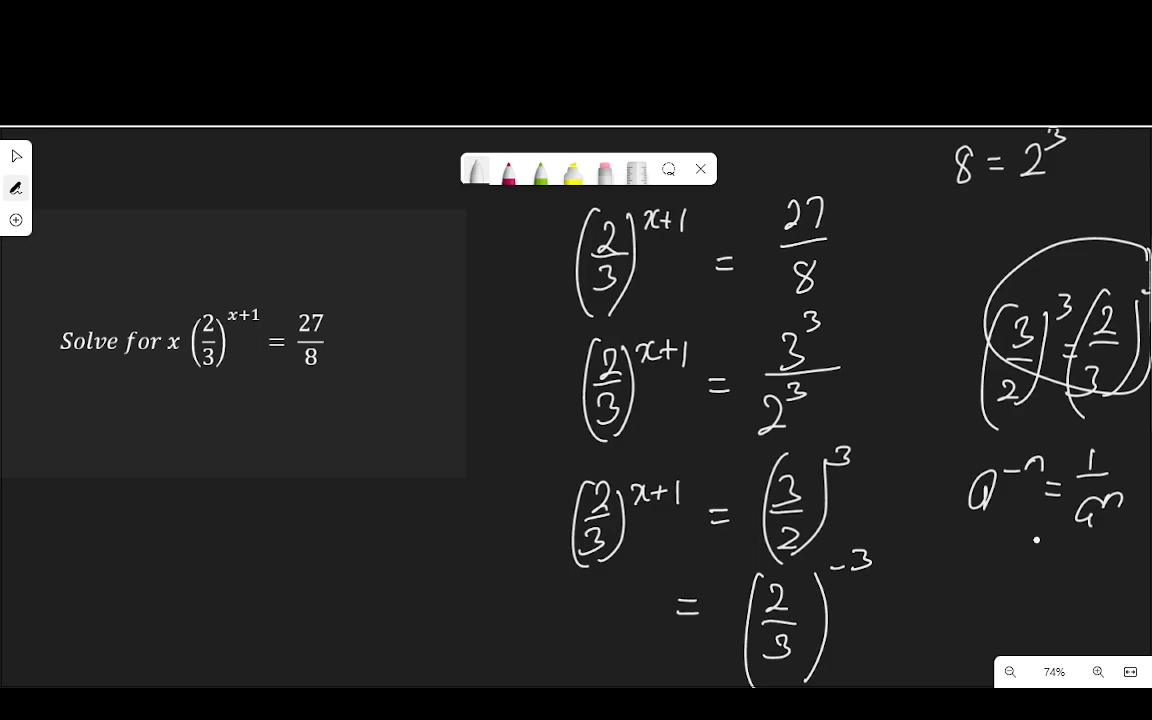 8 = 2^3
(2/3)^(x+1) = 27/8
Solve for x (2/3)^(x+1) = 27/8
(3/2)^3 = (2/3)
(2/3)^(x+1) = 3^3/2^3
(2/3)^(x+1) = (3/2)^3
a^(-n) = 1/a^n
= (2/3)^(-3)
74%